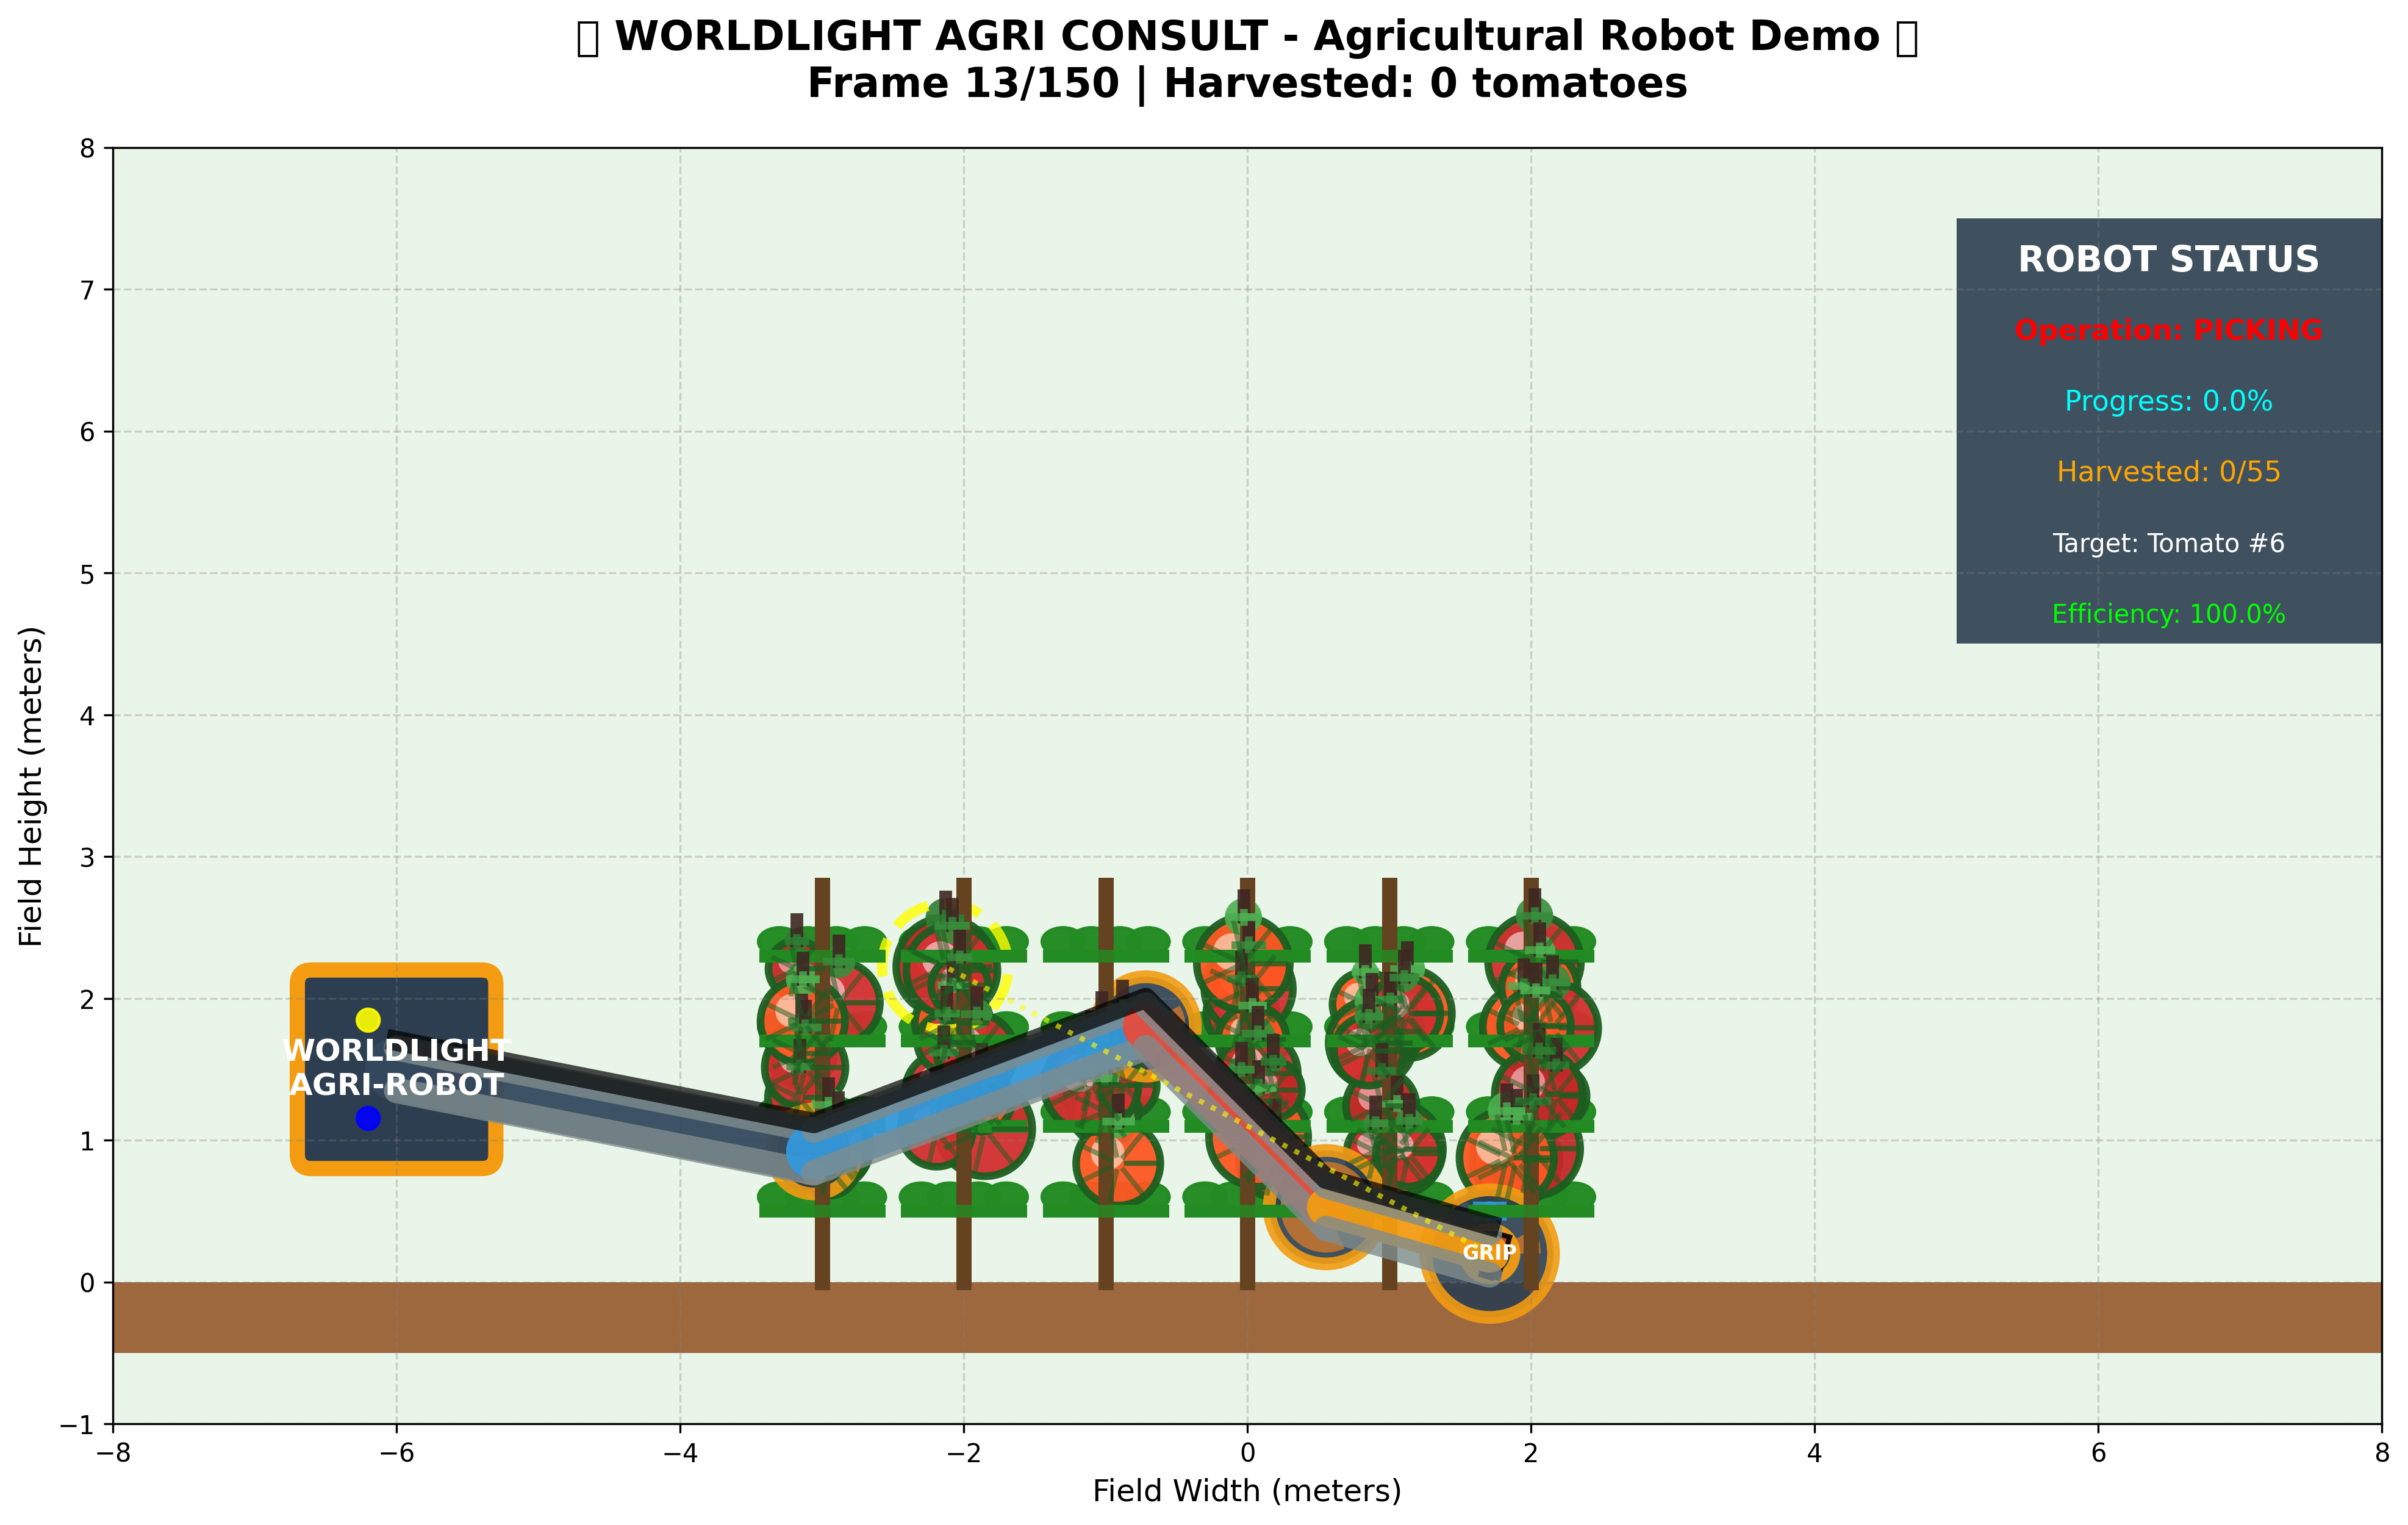 WORLDLIGHT AGRI CONSULT - Agricultural Robot Demo
Frame 13/150 | Harvested: 0 tomatoes
8
7
6
5
4
3
2
1
0
−1
Field Height (meters)
ROBOT STATUS
Operation: PICKING
Progress: 0.0%
Harvested: 0/55
Target: Tomato #6
Efficiency: 100.0%
WORLDLIGHT
AGRI-ROBOT
GRIP
−8
−6
−4
−2
0
2
4
6
8
Field Width (meters)